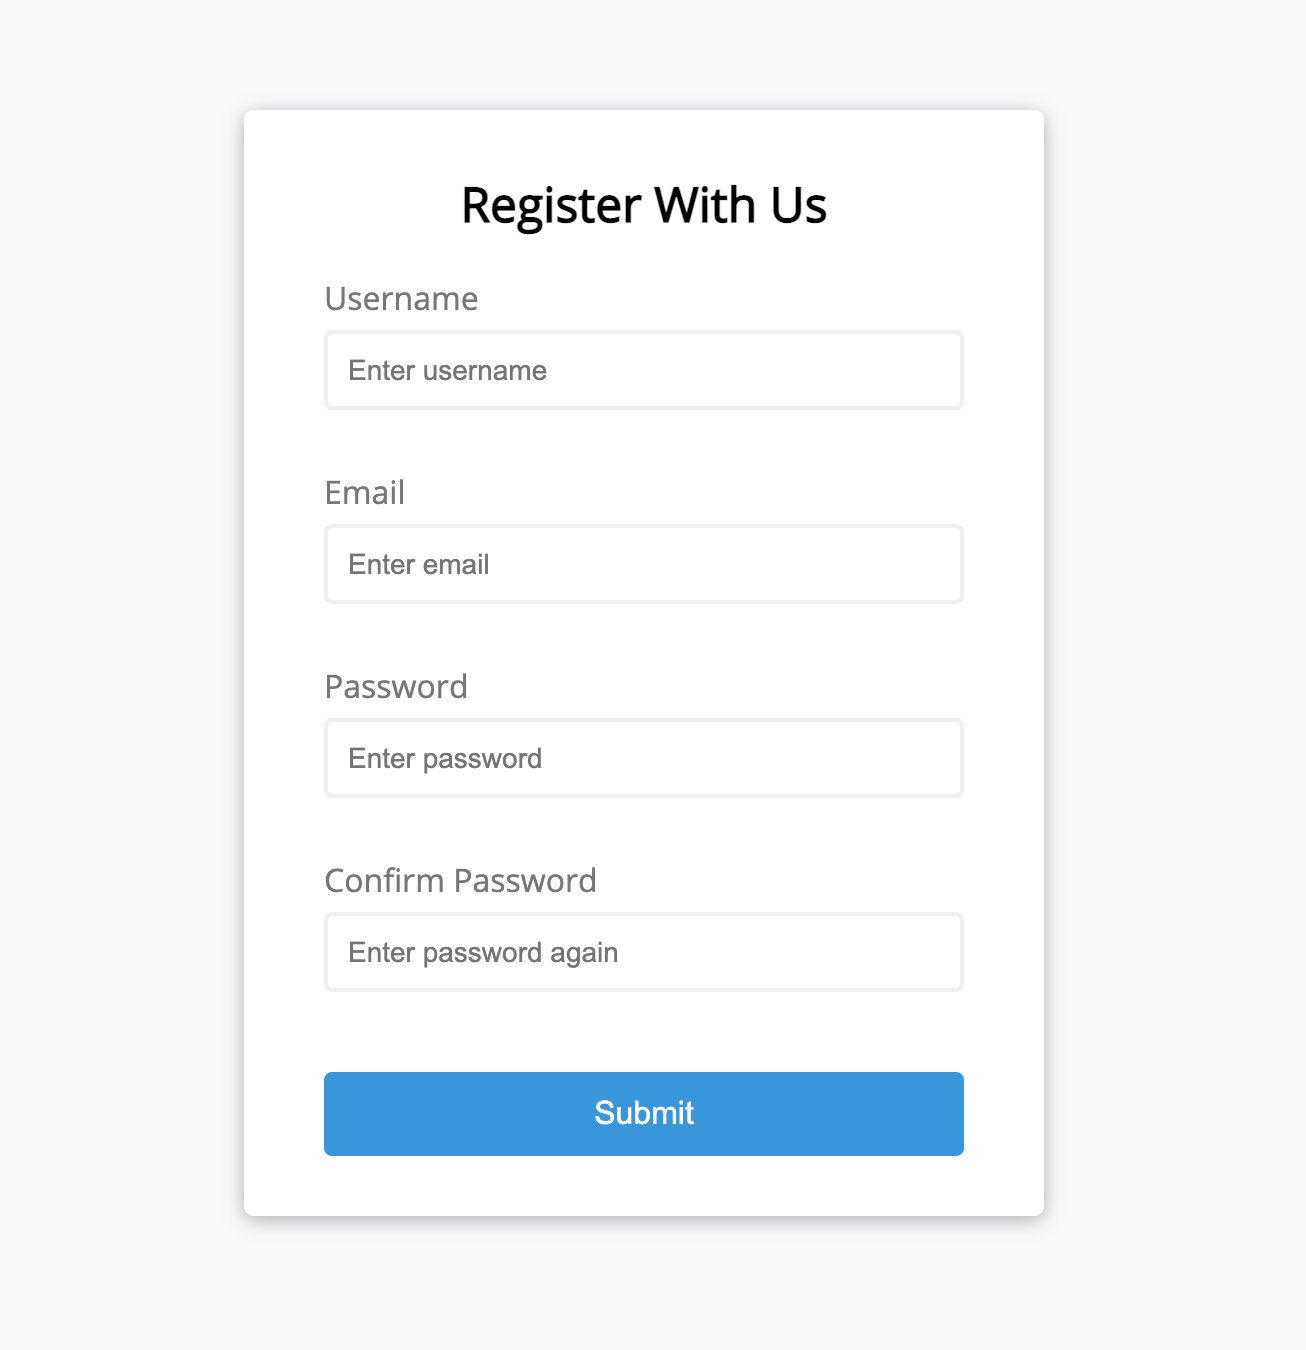 Register With Us
Username
Enter username
Email
Enter email
Password
Enter password
Confirm Password
Enter password again
Submit